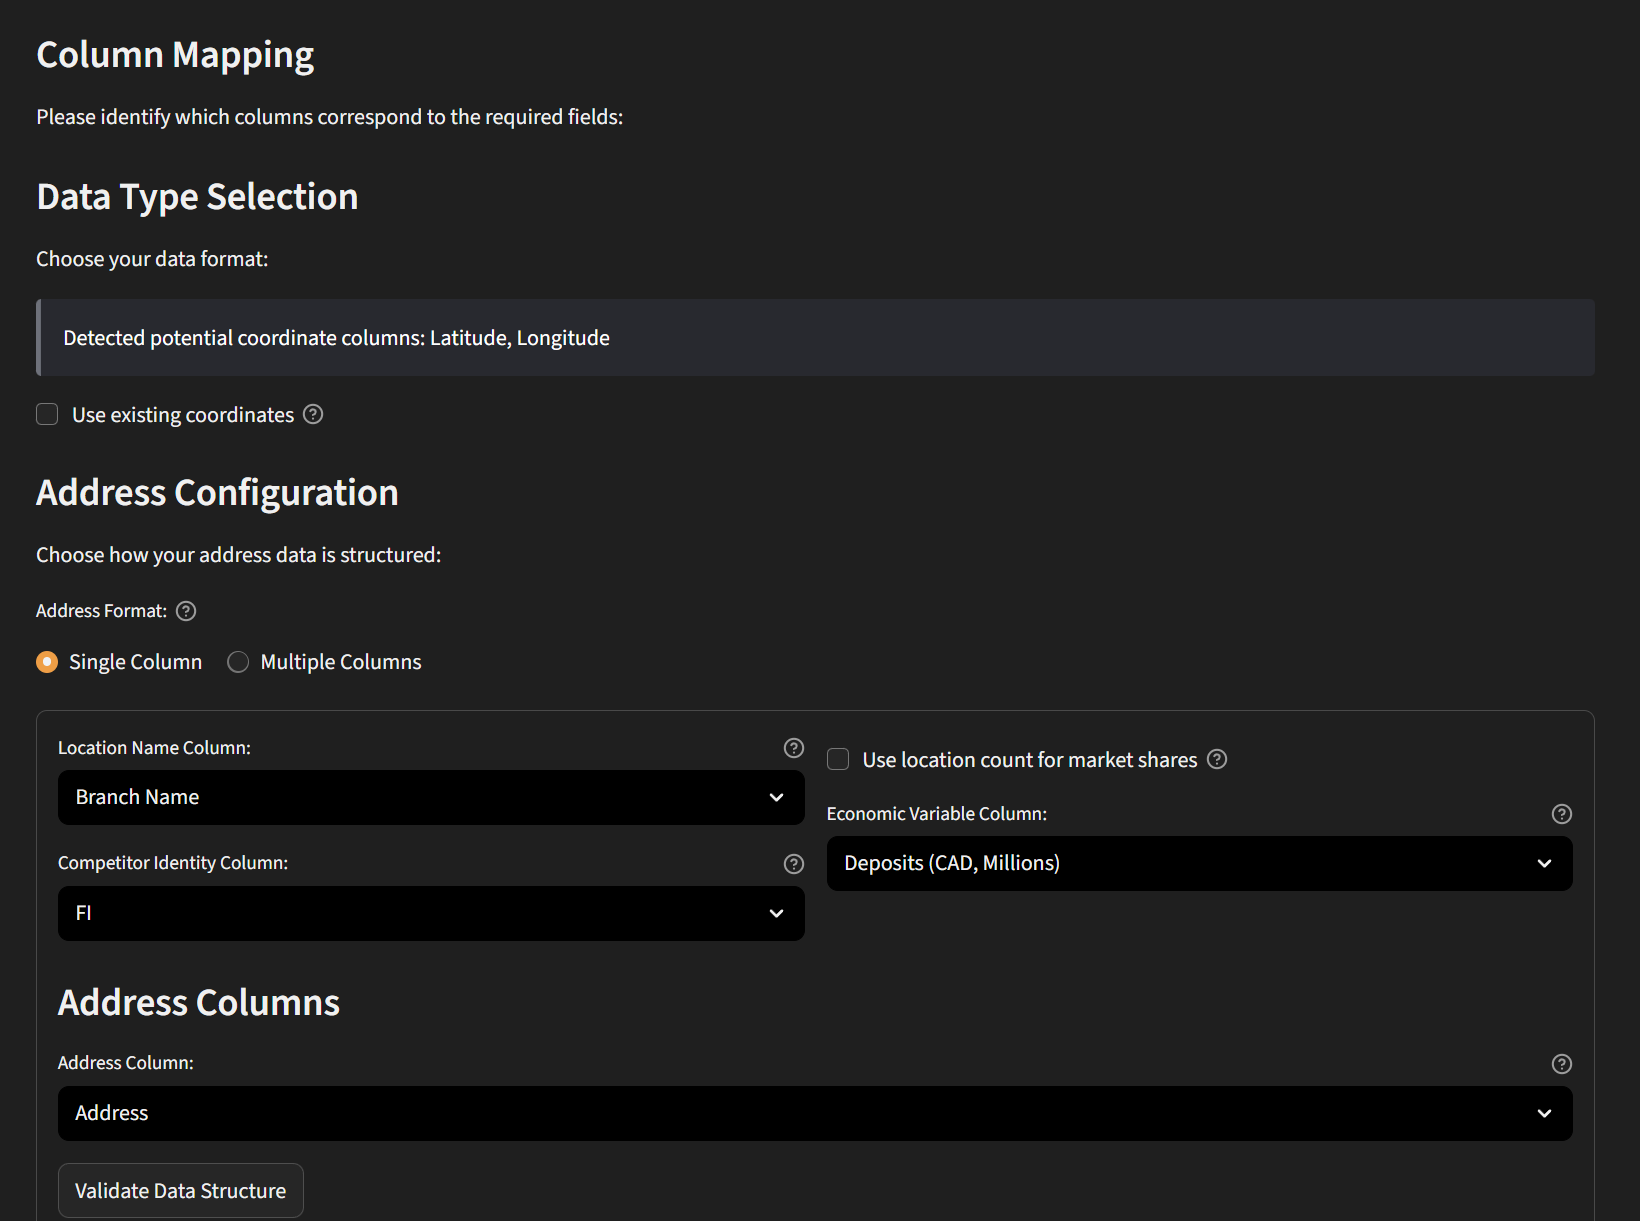 Column Mapping
Please identify which columns correspond to the required fields:
Data Type Selection
Choose your data format:
Detected potential coordinate columns: Latitude, Longitude
Use existing coordinates
Address Configuration
Choose how your address data is structured:
Address Format:
Single Column
Multiple Columns
Location Name Column:
Branch Name
Competitor Identity Column:
FI
Use location count for market shares
Economic Variable Column:
Deposits (CAD, Millions)
Address Columns
Address Column:
Address
Validate Data Structure